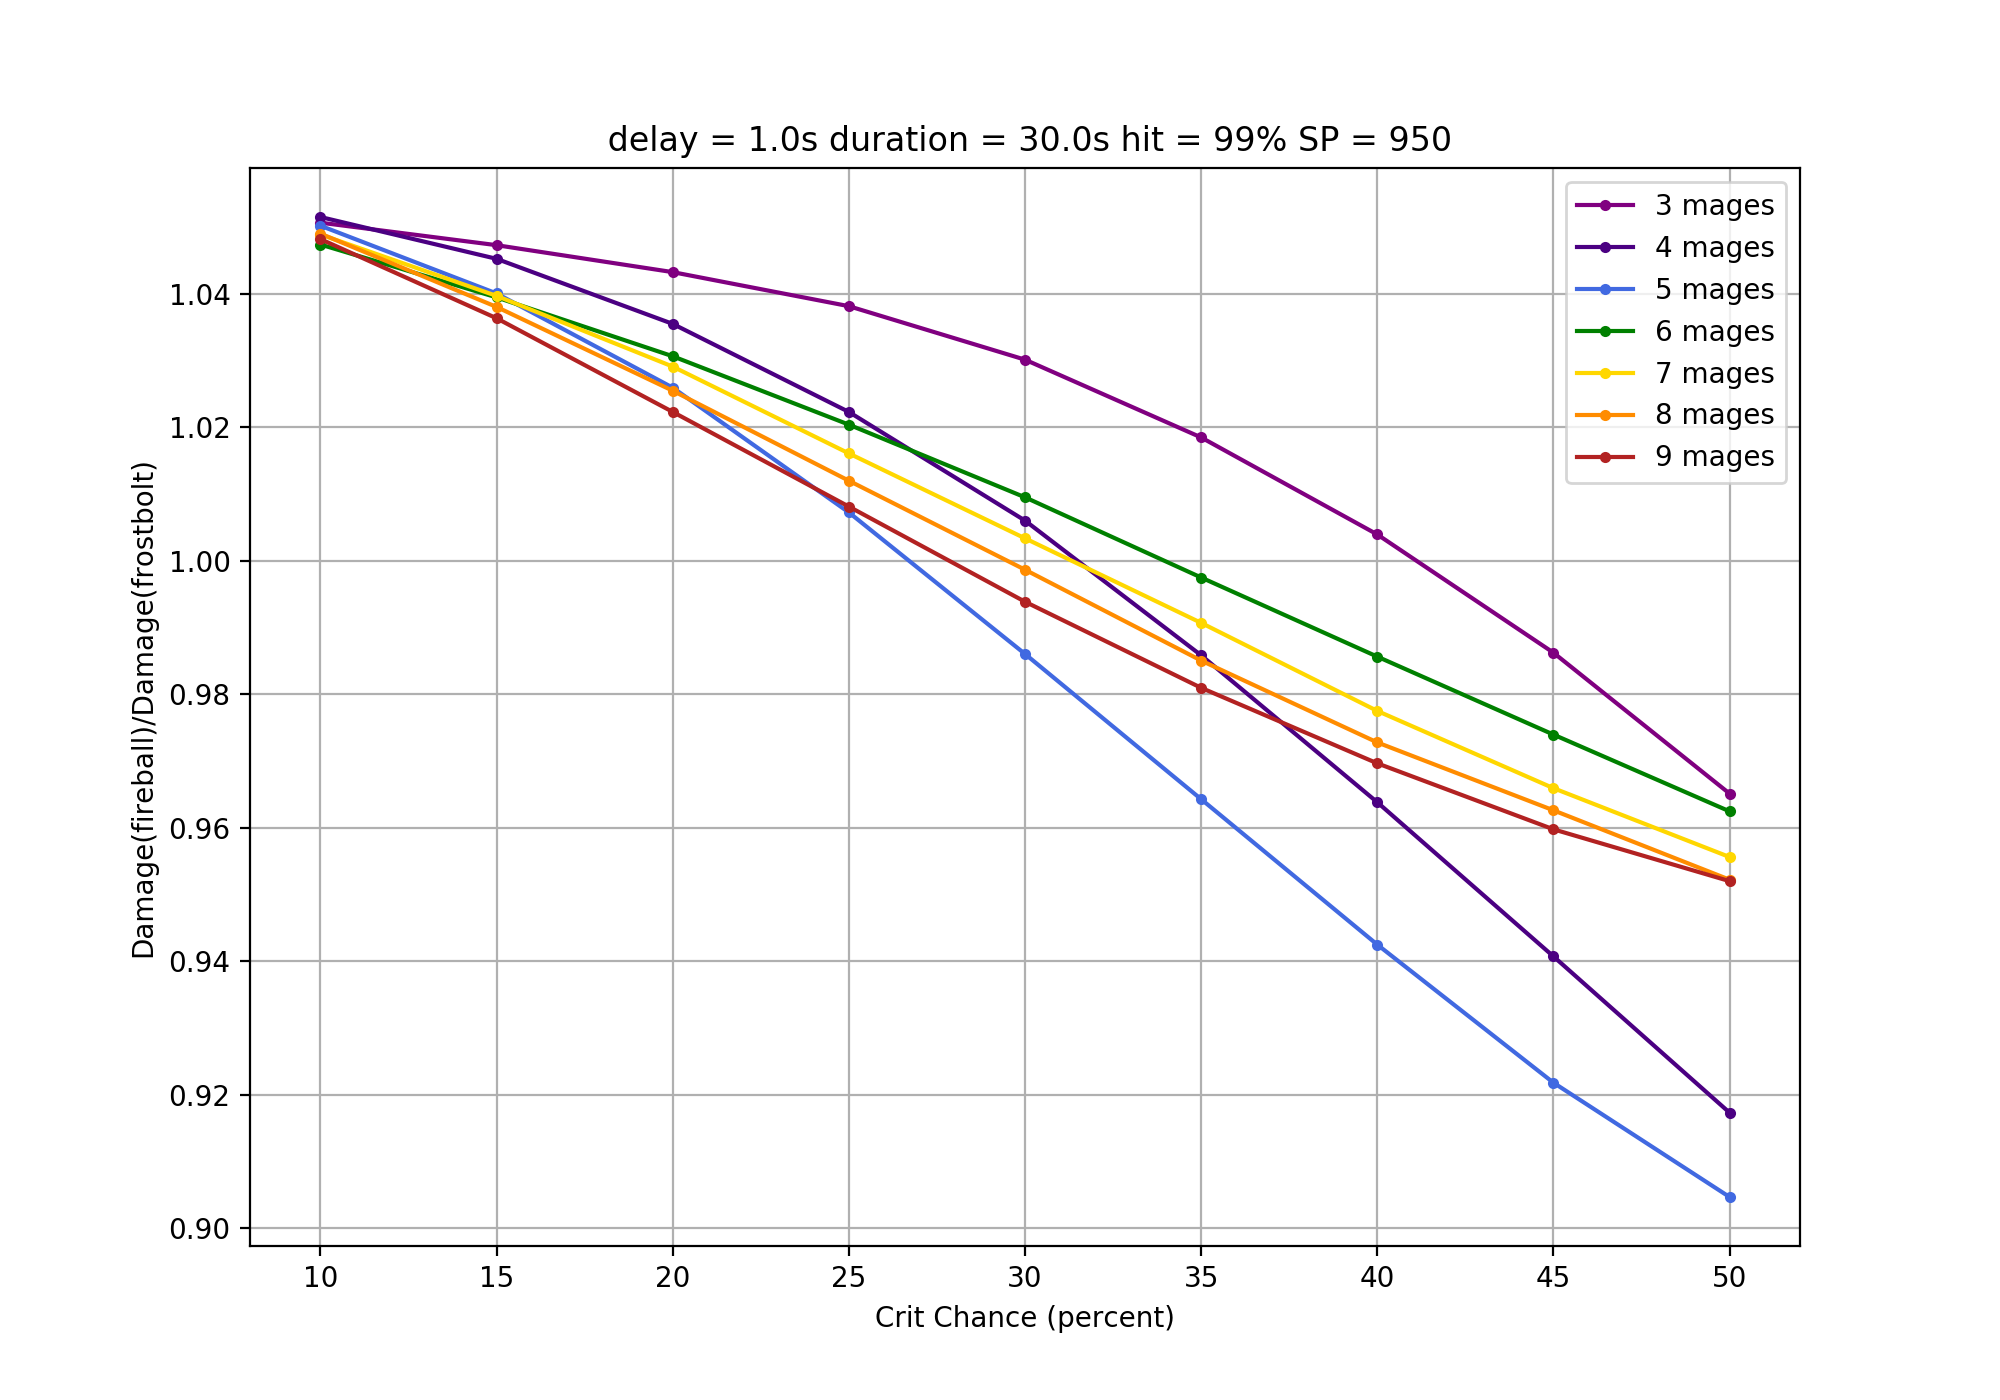 delay = 1.0s duration = 30.0s hit = 99% SP = 950
3 mages
4 mages
5 mages
6 mages
7 mages
8 mages
9 mages
Damage(fireball)/Damage(frostbolt)
1.04
1.02
1.00
0.98
0.96
0.94
0.92
0.90
10 15 20 25 30 35 40 45 50
Crit Chance (percent)